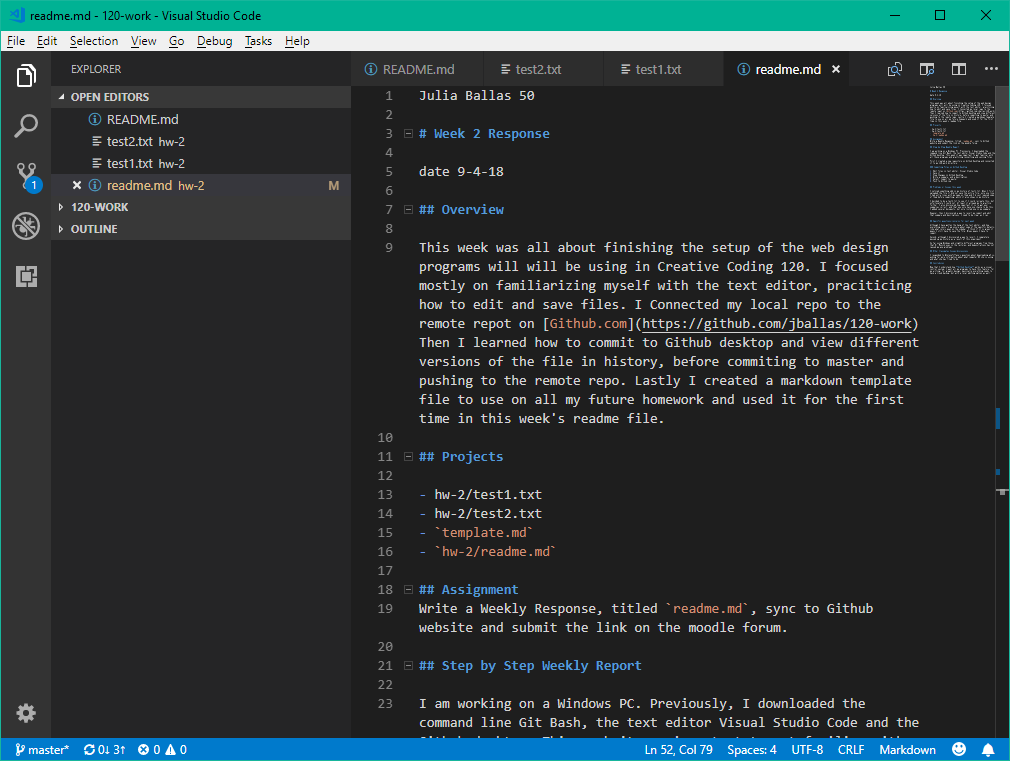 readme.md - 120-work - Visual Studio Code
File Edit Selection View Go Debug Tasks Help
EXPLORER
OPEN EDITORS
README.md
test2.txt hw-2
test1.txt hw-2
readme.md hw-2 M
120-WORK
OUTLINE
1
README.md test2.txt test1.txt readme.md
1 Julia Ballas 50
2
3 # Week 2 Response
4
5 date 9-4-18
6
7 ## Overview
8
9 This week was all about finishing the setup of the web design
programs will will be using in Creative Coding 120. I focused
mostly on familiarizing myself with the text editor, praciticing
how to edit and save files. I Connected my local repo to the
remote repot on [Github.com](https://github.com/jballas/120-work)
Then I learned how to commit to Github desktop and view different
versions of the file in history, before commiting to master and
pushing to the remote repo. Lastly I created a markdown template
file to use on all my future homework and used it for the first
time in this week's readme file.
10
11 ## Projects
12
13 - hw-2/test1.txt
14 - hw-2/test2.txt
15 - `template.md`
16 - `hw-2/readme.md`
17
18 ## Assignment
19 Write a Weekly Response, titled `readme.md`, sync to Github
website and submit the link on the moodle forum.
20
21 ## Step by Step Weekly Report
22
23 I am working on a Windows PC. Previously, I downloaded the
command line Git Bash, the text editor Visual Studio Code and the
master* 0↓ 3↑ 0 0 Ln 52, Col 79 Spaces: 4 UTF-8 CRLF Markdown